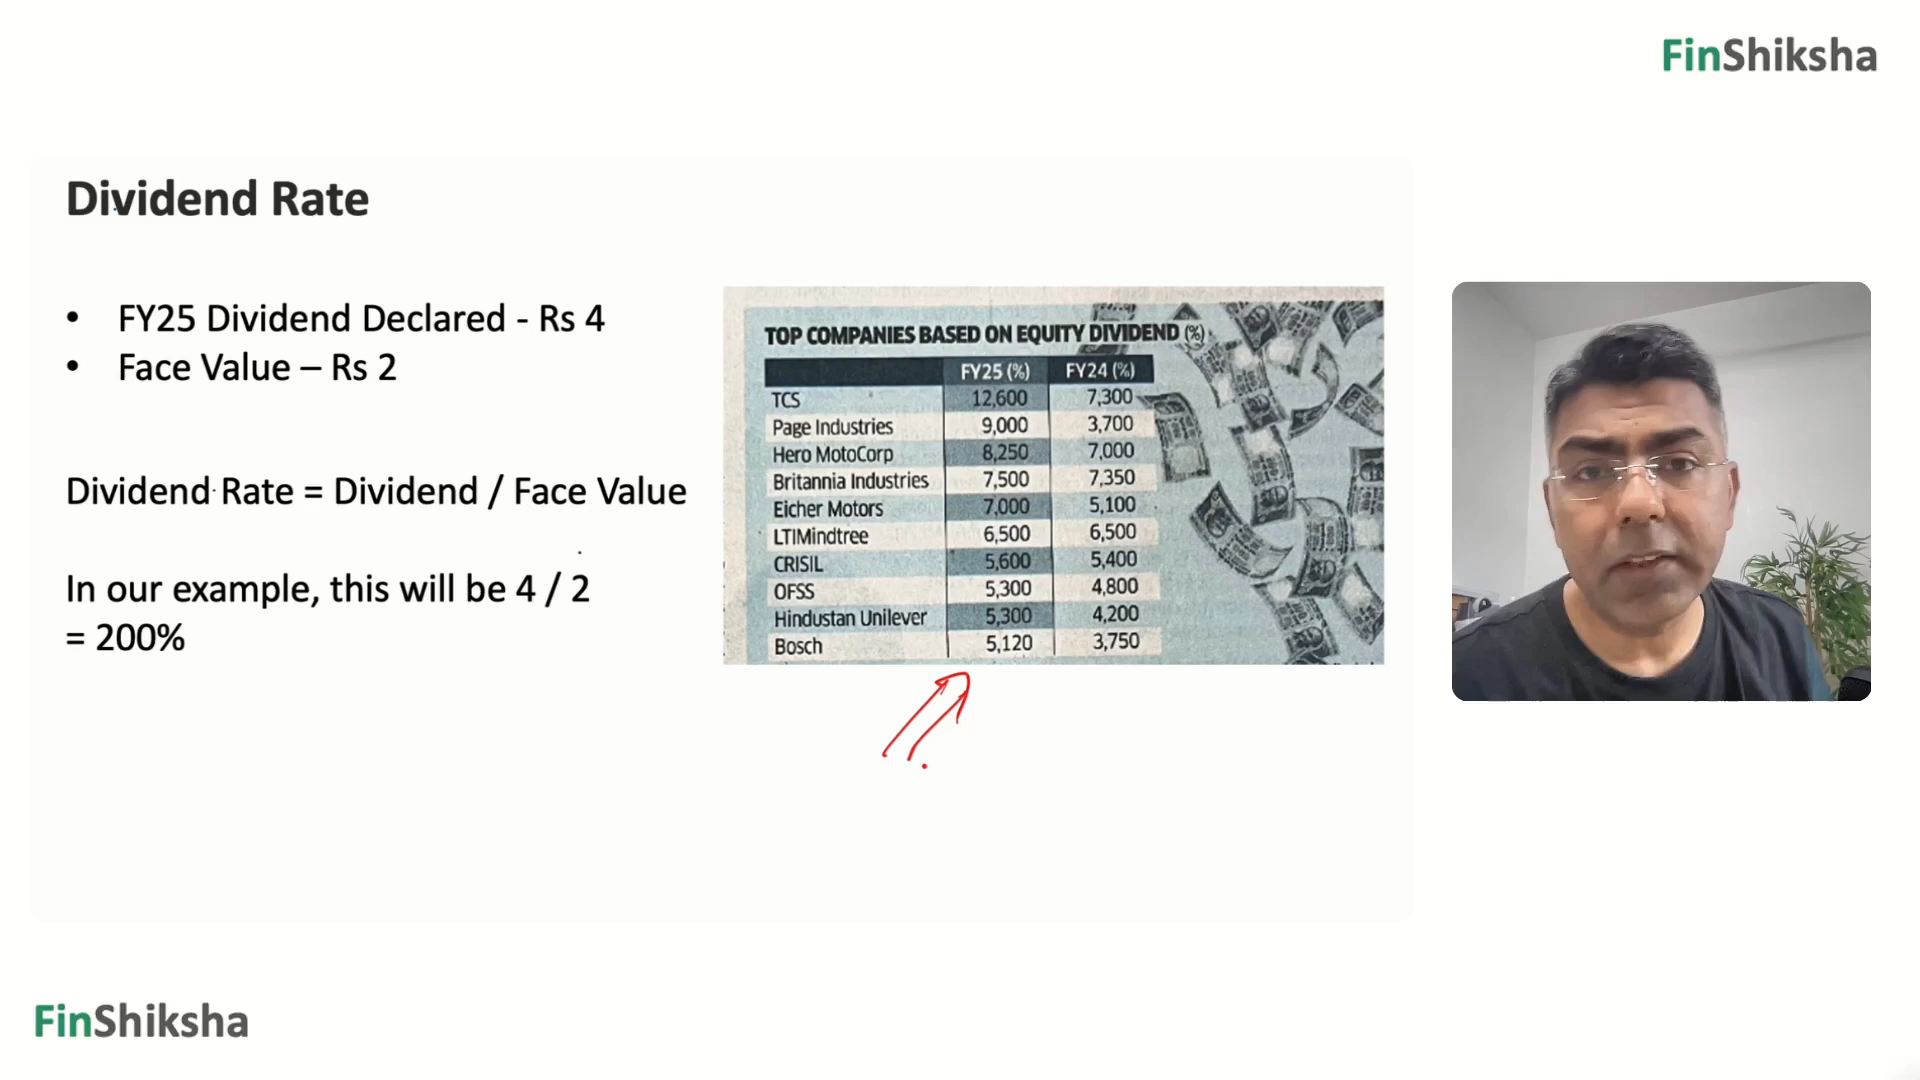 FinShiksha
Dividend Rate
• FY25 Dividend Declared - Rs 4
• Face Value – Rs 2
Dividend Rate = Dividend / Face Value
In our example, this will be 4 / 2
= 200%
TOP COMPANIES BASED ON EQUITY DIVIDEND (%)
FY25 (%) FY24 (%)
TCS 12,600 7,300
Page Industries 9,000 3,700
Hero MotoCorp 8,250 7,000
Britannia Industries 7,500 7,350
Eicher Motors 7,000 5,100
LTIMindtree 6,500 6,500
CRISIL 5,600 5,400
OFSS 5,300 4,800
Hindustan Unilever 5,300 4,200
Bosch 5,120 3,750
FinShiksha